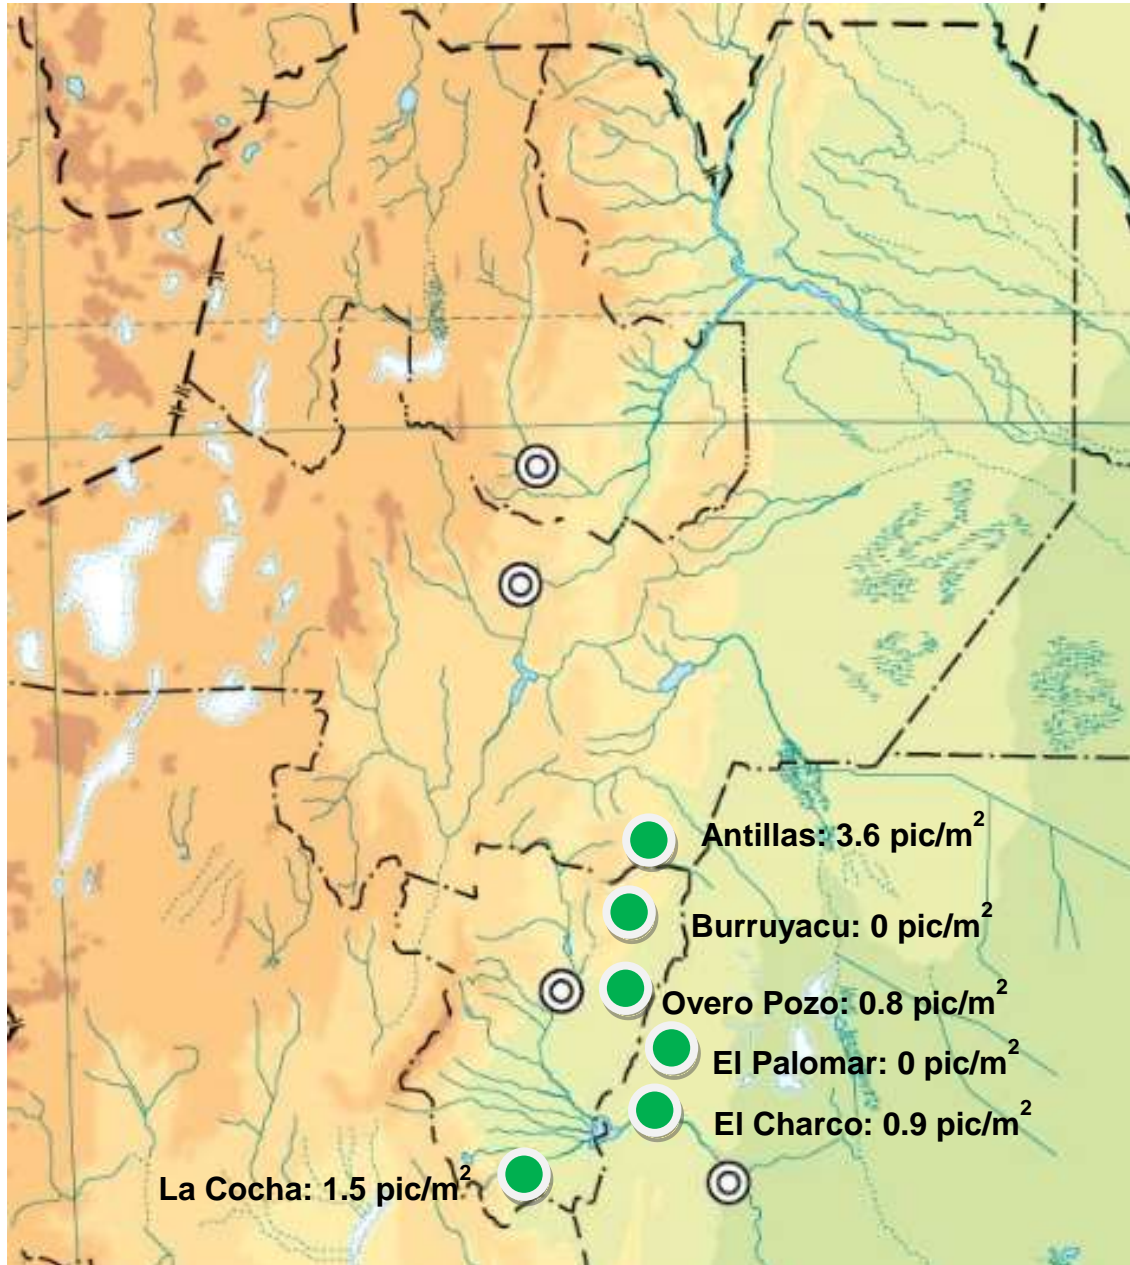 Antillas: 3.6 pic/m²
Burruyacu: 0 pic/m²
Overo Pozo: 0.8 pic/m²
El Palomar: 0 pic/m²
El Charco: 0.9 pic/m²
La Cocha: 1.5 pic/m²